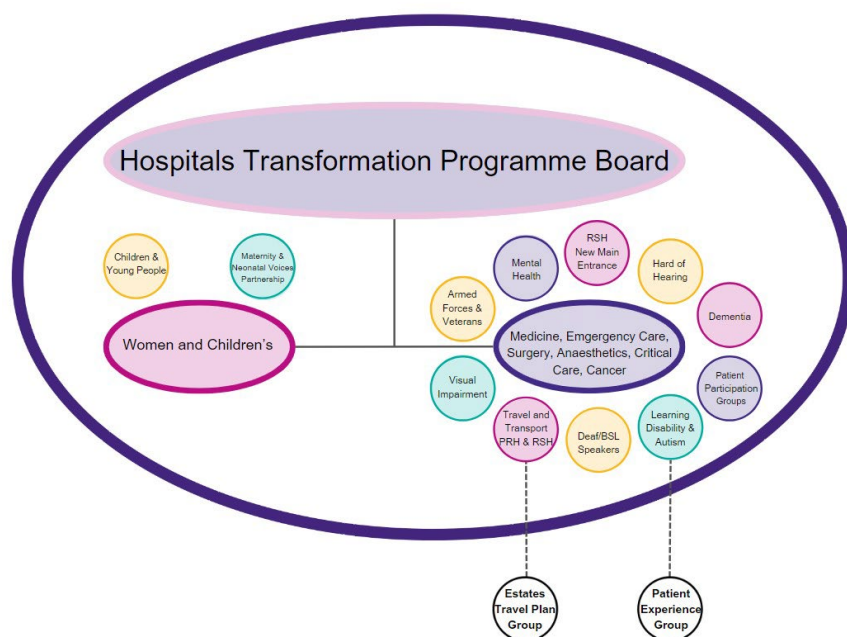 Hospitals Transformation Programme Board
Children &
Young People
Maternity &
Neonatal Voices
Partnership
Women and Children's
Mental
Health
RSH
New Main
Entrance
Hard of
Hearing
Armed
Forces &
Veterans
Dementia
Medicine, Emgergency Care,
Surgery, Anaesthetics, Critical
Care, Cancer
Visual
Impairment
Patient
Participation
Groups
Travel and
Transport
PRH & RSH
Deaf/BSL
Speakers
Learning
Disability &
Autism
Estates
Travel Plan
Group
Patient
Experience
Group